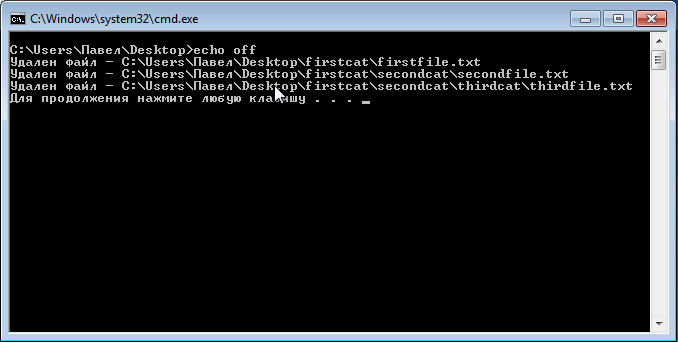 C:\Windows\system32\cmd.exe
C:\Users\Павел\Desktop>echo off
Удален файл - C:\Users\Павел\Desktop\firstcat\firstfile.txt
Удален файл - C:\Users\Павел\Desktop\firstcat\secondcat\secondfile.txt
Удален файл - C:\Users\Павел\Desktop\firstcat\secondcat\thirdcat\thirdfile.txt
Для продолжения нажмите любую клавишу . . . _